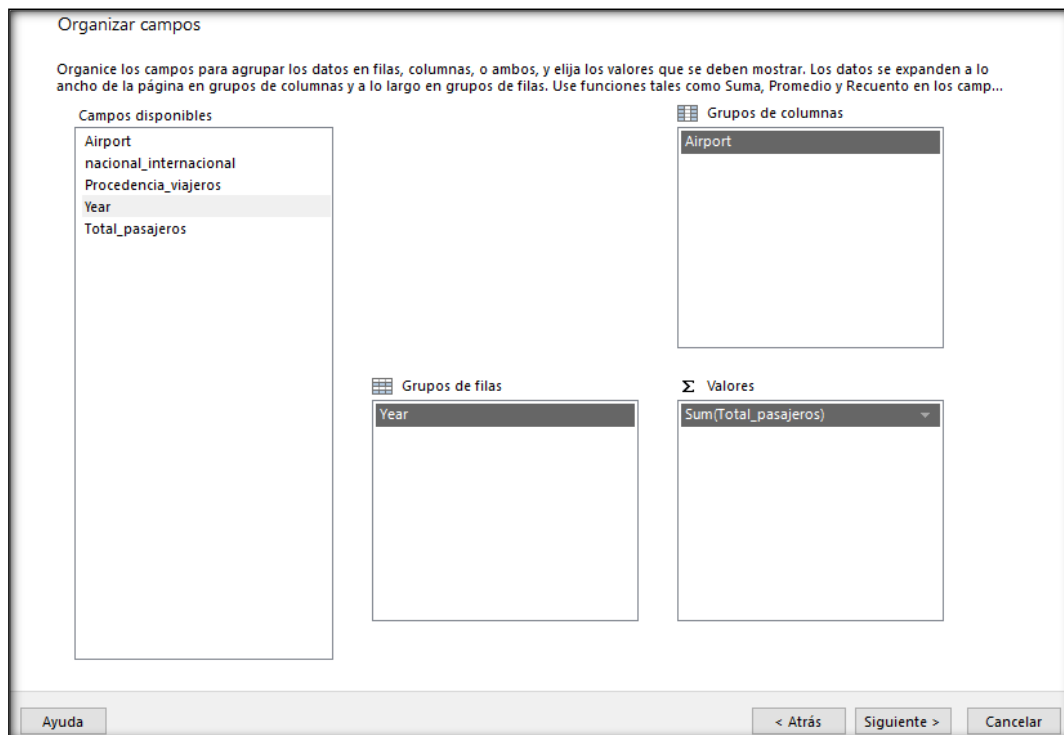 Organizar campos
Organice los campos para agrupar los datos en filas, columnas, o ambos, y elija los valores que se deben mostrar. Los datos se expanden a lo
ancho de la página en grupos de columnas y a lo largo en grupos de filas. Use funciones tales como Suma, Promedio y Recuento en los camp...
Campos disponibles
Airport
nacional_internacional
Procedencia_viajeros
Year
Total_pasajeros
Grupos de columnas
Airport
Grupos de filas
Year
Σ Valores
Sum(Total_pasajeros)
Ayuda
< Atrás
Siguiente >
Cancelar